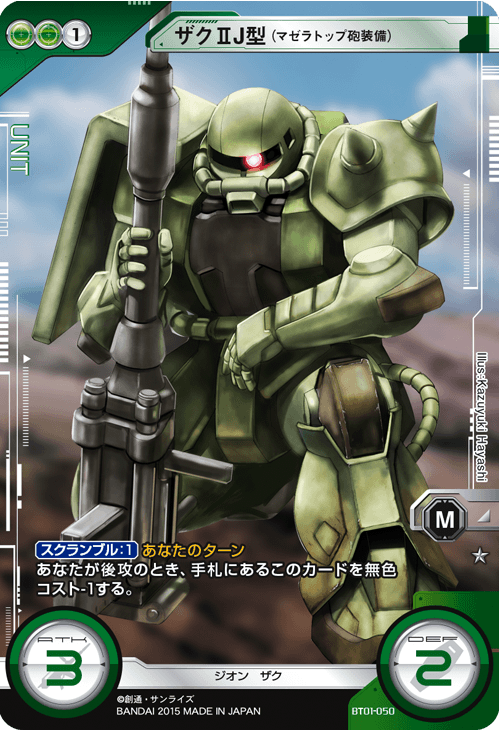 1
ザクⅡJ型(マゼラトップ砲装備)
UNIT
Illus:Kazuyuki Hayashi
M
スクランブル:1 あなたのターン
あなたが後攻のとき、手札にあるこのカードを無色
コスト-1する。
ATK
3
DEF
2
ジオン ザク
©創通・サンライズ
BANDAI 2015 MADE IN JAPAN
BT01-050